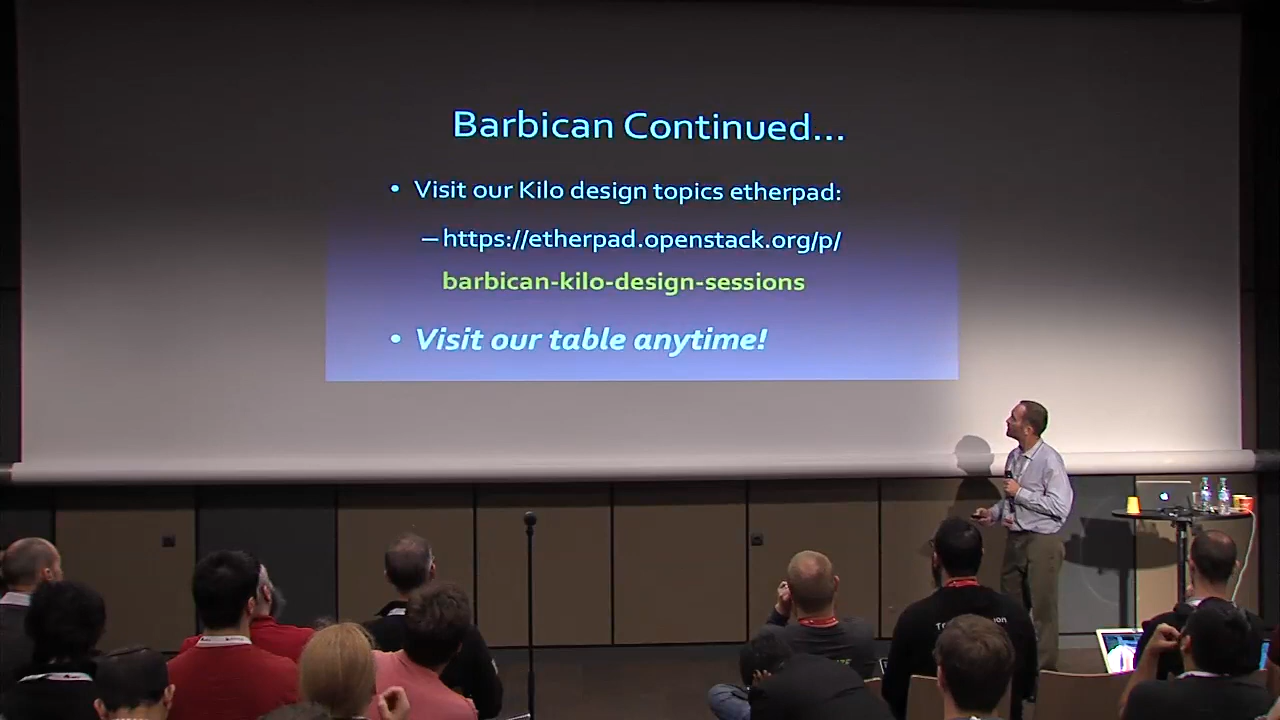 Barbican Continued...
• Visit our Kilo design topics etherpad:
– https://etherpad.openstack.org/p/
barbican-kilo-design-sessions
• Visit our table anytime!